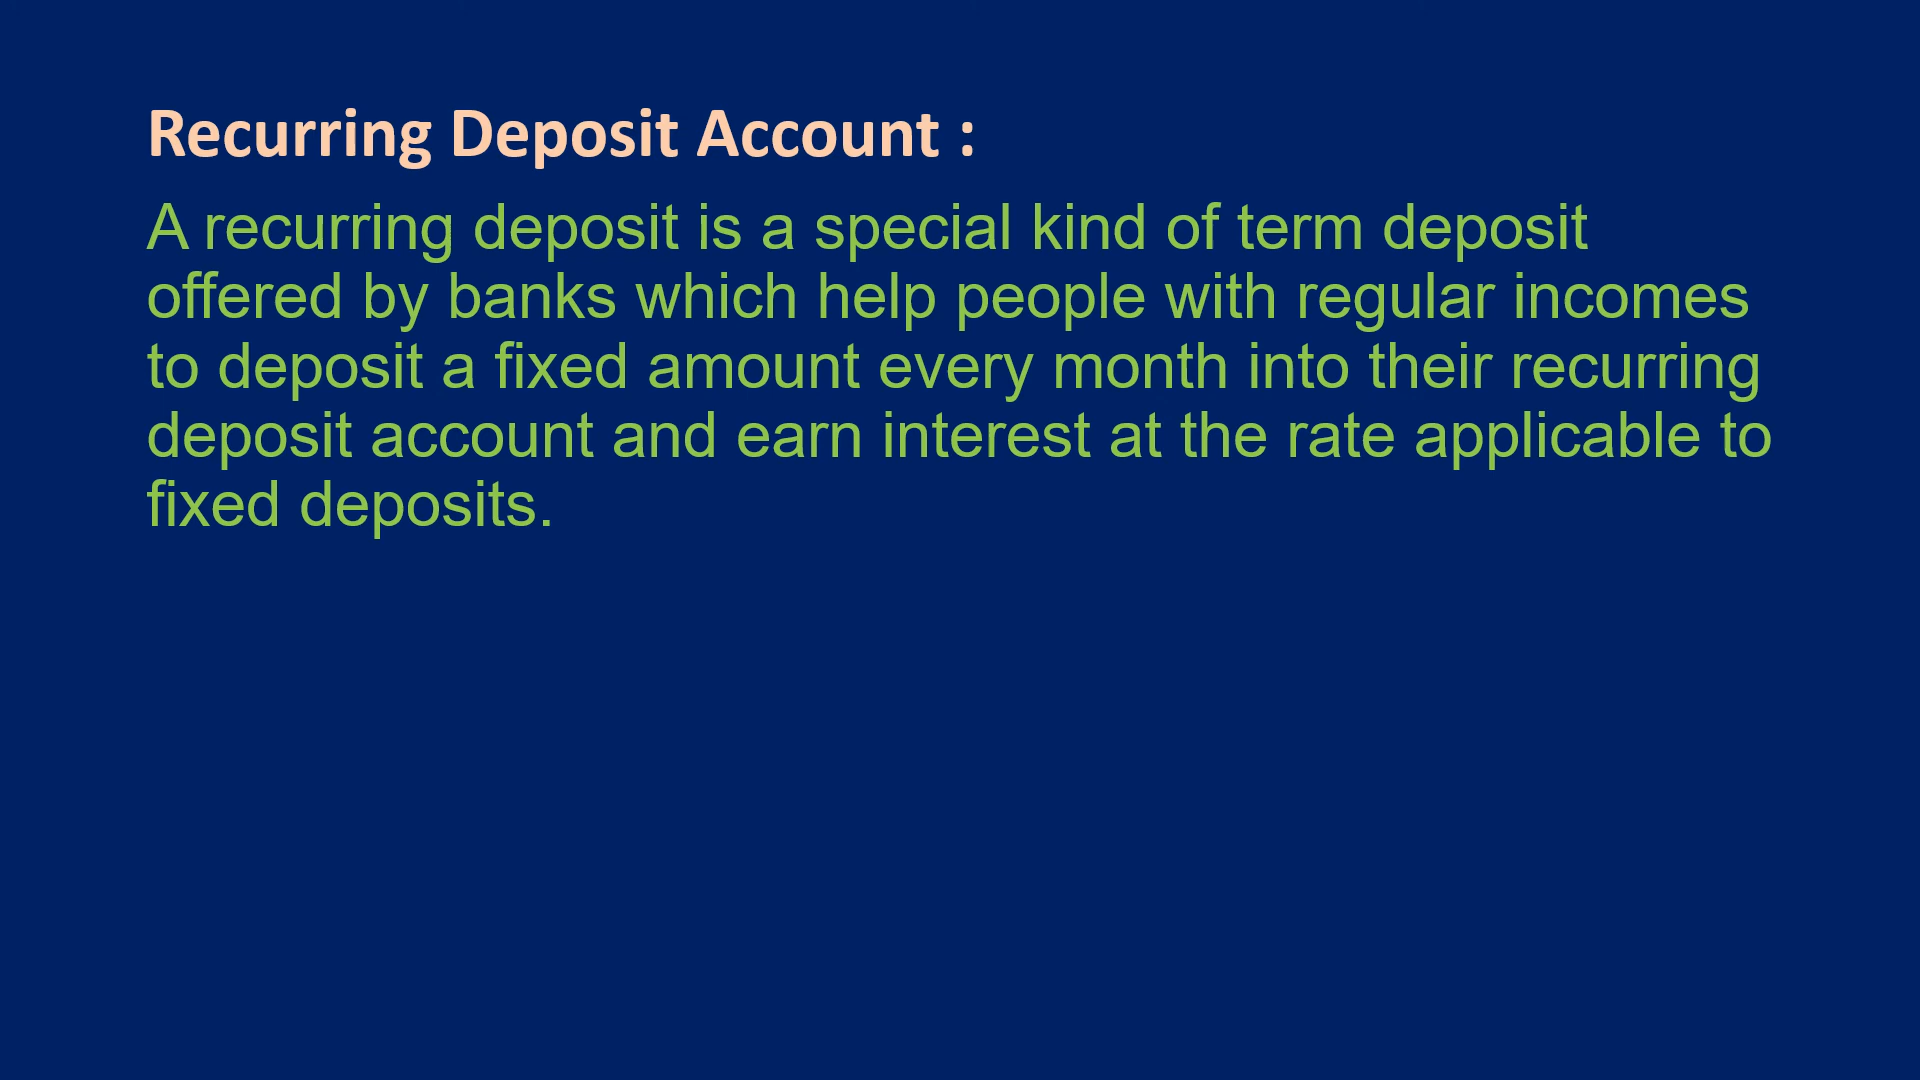 Recurring Deposit Account :
A recurring deposit is a special kind of term deposit
offered by banks which help people with regular incomes
to deposit a fixed amount every month into their recurring
deposit account and earn interest at the rate applicable to
fixed deposits.